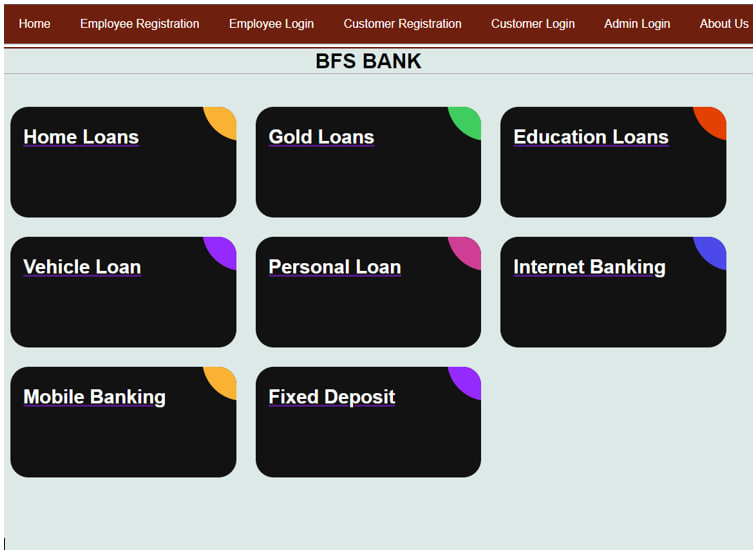 Home Employee Registration Employee Login Customer Registration Customer Login Admin Login About Us
BFS BANK
Home Loans Gold Loans Education Loans
Vehicle Loan Personal Loan Internet Banking
Mobile Banking Fixed Deposit